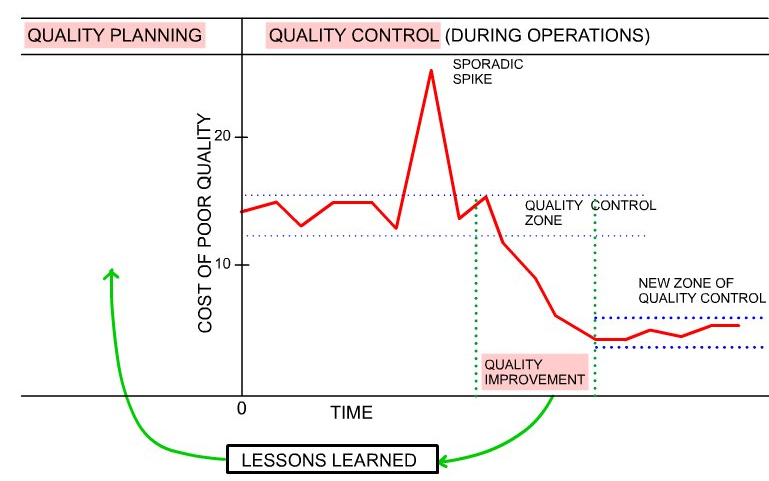 QUALITY PLANNING
QUALITY CONTROL (DURING OPERATIONS)
SPORADIC
SPIKE
COST OF POOR QUALITY
20
10
QUALITY CONTROL
ZONE
NEW ZONE OF
QUALITY CONTROL
QUALITY
IMPROVEMENT
0
TIME
LESSONS LEARNED